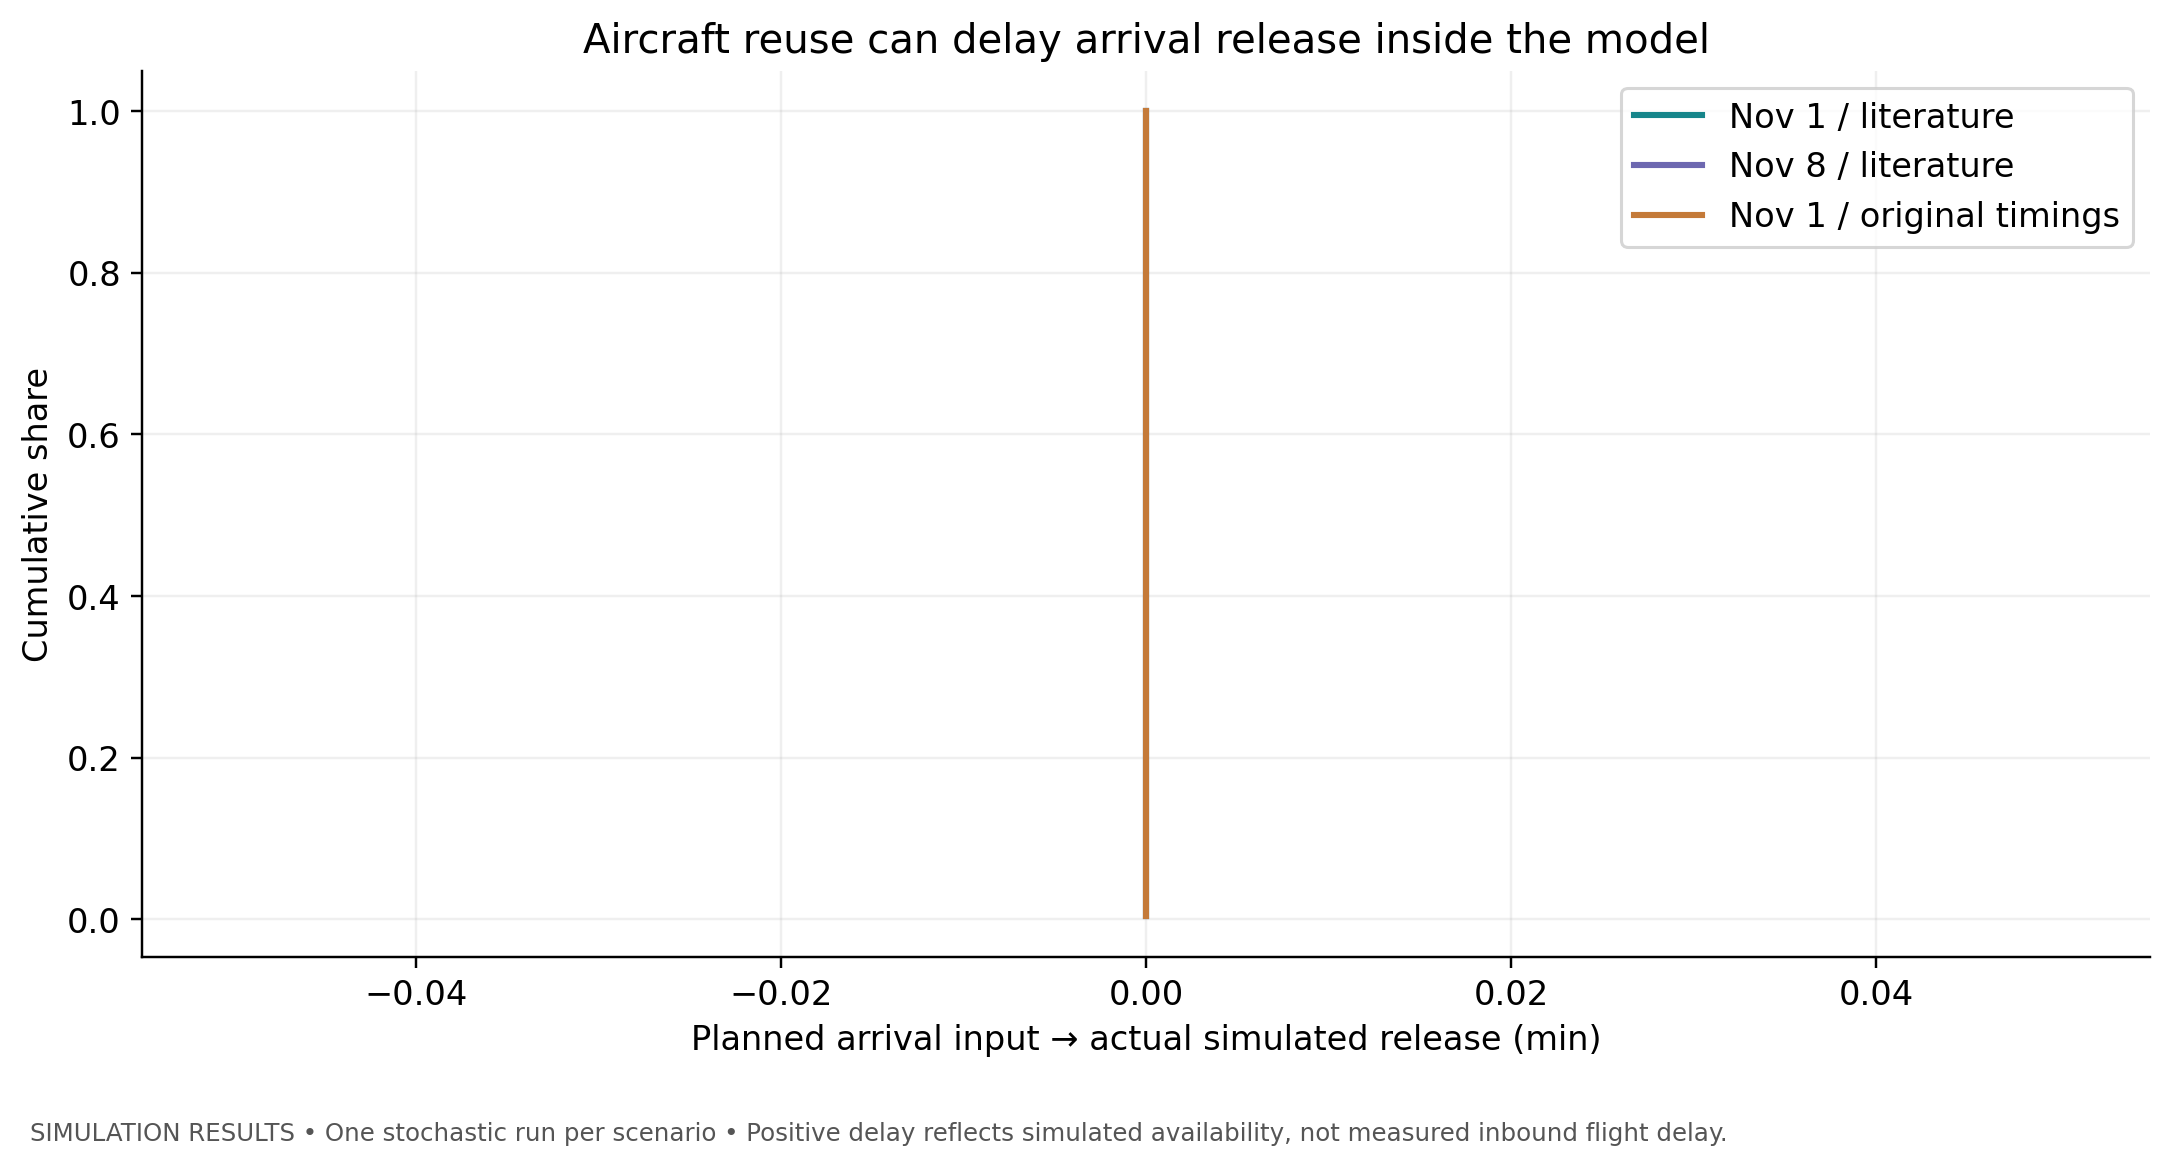 Aircraft reuse can delay arrival release inside the model
Nov 1 / literature
Nov 8 / literature
Nov 1 / original timings
Cumulative share
1.0
0.8
0.6
0.4
0.2
0.0
−0.04
−0.02
0.00
0.02
0.04
Planned arrival input → actual simulated release (min)
SIMULATION RESULTS • One stochastic run per scenario • Positive delay reflects simulated availability, not measured inbound flight delay.